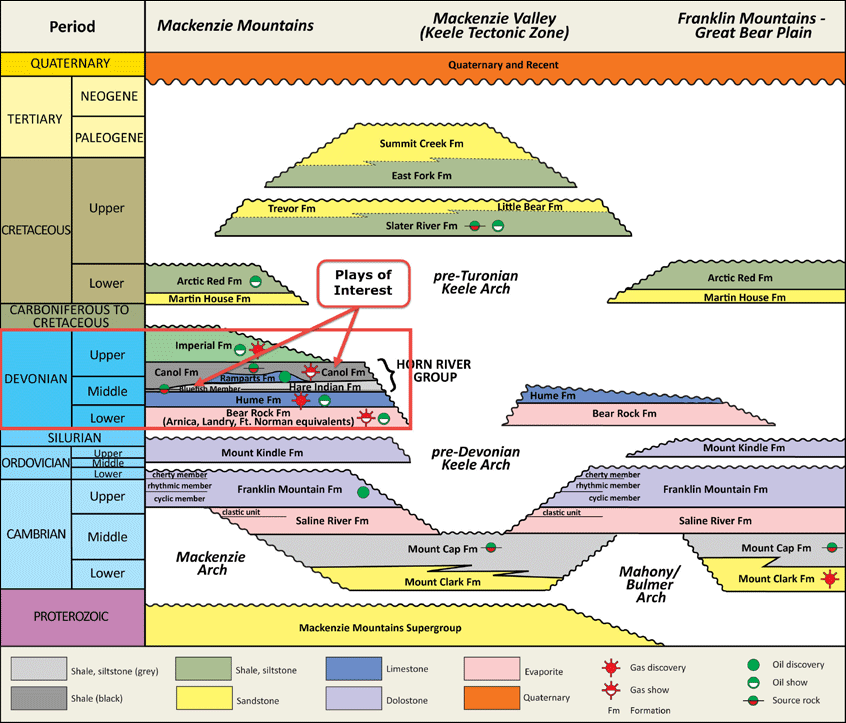 Period
Mackenzie Mountains
Mackenzie Valley
(Keele Tectonic Zone)
Franklin Mountains -
Great Bear Plain
QUATERNARY
Quaternary and Recent
TERTIARY
NEOGENE
PALEOGENE
Summit Creek Fm
East Fork Fm
CRETACEOUS
Upper
Trevor Fm
Little Bear Fm
Slater River Fm
Lower
Arctic Red Fm
Martin House Fm
Plays of
Interest
pre-Turonian
Keele Arch
Arctic Red Fm
Martin House Fm
CARBONIFEROUS TO
CRETACEOUS
DEVONIAN
Upper
Imperial Fm
Canol Fm
Canol Fm
Ramparts Fm
HORN RIVER
GROUP
Middle
Bluefish Member
Hare Indian Fm
Hume Fm
Hume Fm
Lower
Bear Rock Fm
(Arnica, Landry, Ft. Norman equivalents)
Bear Rock Fm
SILURIAN
ORDOVICIAN
Upper
Middle
Lower
Mount Kindle Fm
pre-Devonian
Keele Arch
Mount Kindle Fm
cherty member
rhythmic member
cyclic member
Franklin Mountain Fm
cherty member
rhythmic member
cyclic member
Franklin Mountain Fm
CAMBRIAN
Upper
clastic unit
Saline River Fm
clastic unit
Saline River Fm
Middle
Mackenzie
Arch
Mount Cap Fm
Mount Cap Fm
Lower
Mount Clark Fm
Mahony/
Bulmer
Arch
Mount Clark Fm
PROTEROZOIC
Mackenzie Mountains Supergroup
Shale, siltstone (grey)
Shale, siltstone
Limestone
Evaporite
Gas discovery
Oil discovery
Gas show
Oil show
Shale (black)
Sandstone
Dolostone
Quaternary
Fm Formation
Source rock